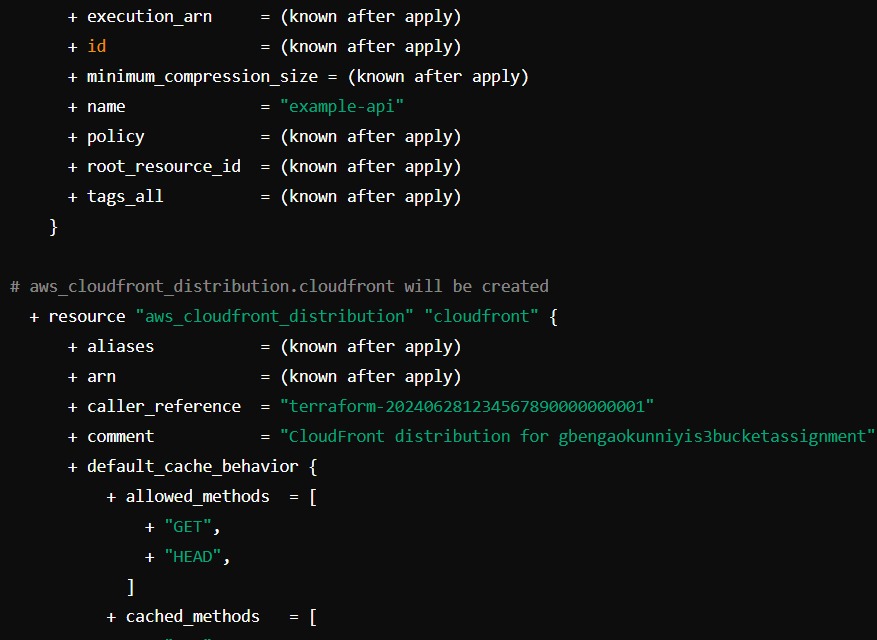 + execution_arn     = (known after apply)
+ id                = (known after apply)
+ minimum_compression_size = (known after apply)
+ name              = "example-api"
+ policy            = (known after apply)
+ root_resource_id  = (known after apply)
+ tags_all          = (known after apply)
}
# aws_cloudfront_distribution.cloudfront will be created
+ resource "aws_cloudfront_distribution" "cloudfront" {
+ aliases           = (known after apply)
+ arn               = (known after apply)
+ caller_reference  = "terraform-202406281234567890000000001"
+ comment           = "CloudFront distribution for gbengaokunniyis3bucketassignment"
+ default_cache_behavior {
+ allowed_methods  = [
+ "GET",
+ "HEAD",
]
+ cached_methods   = [